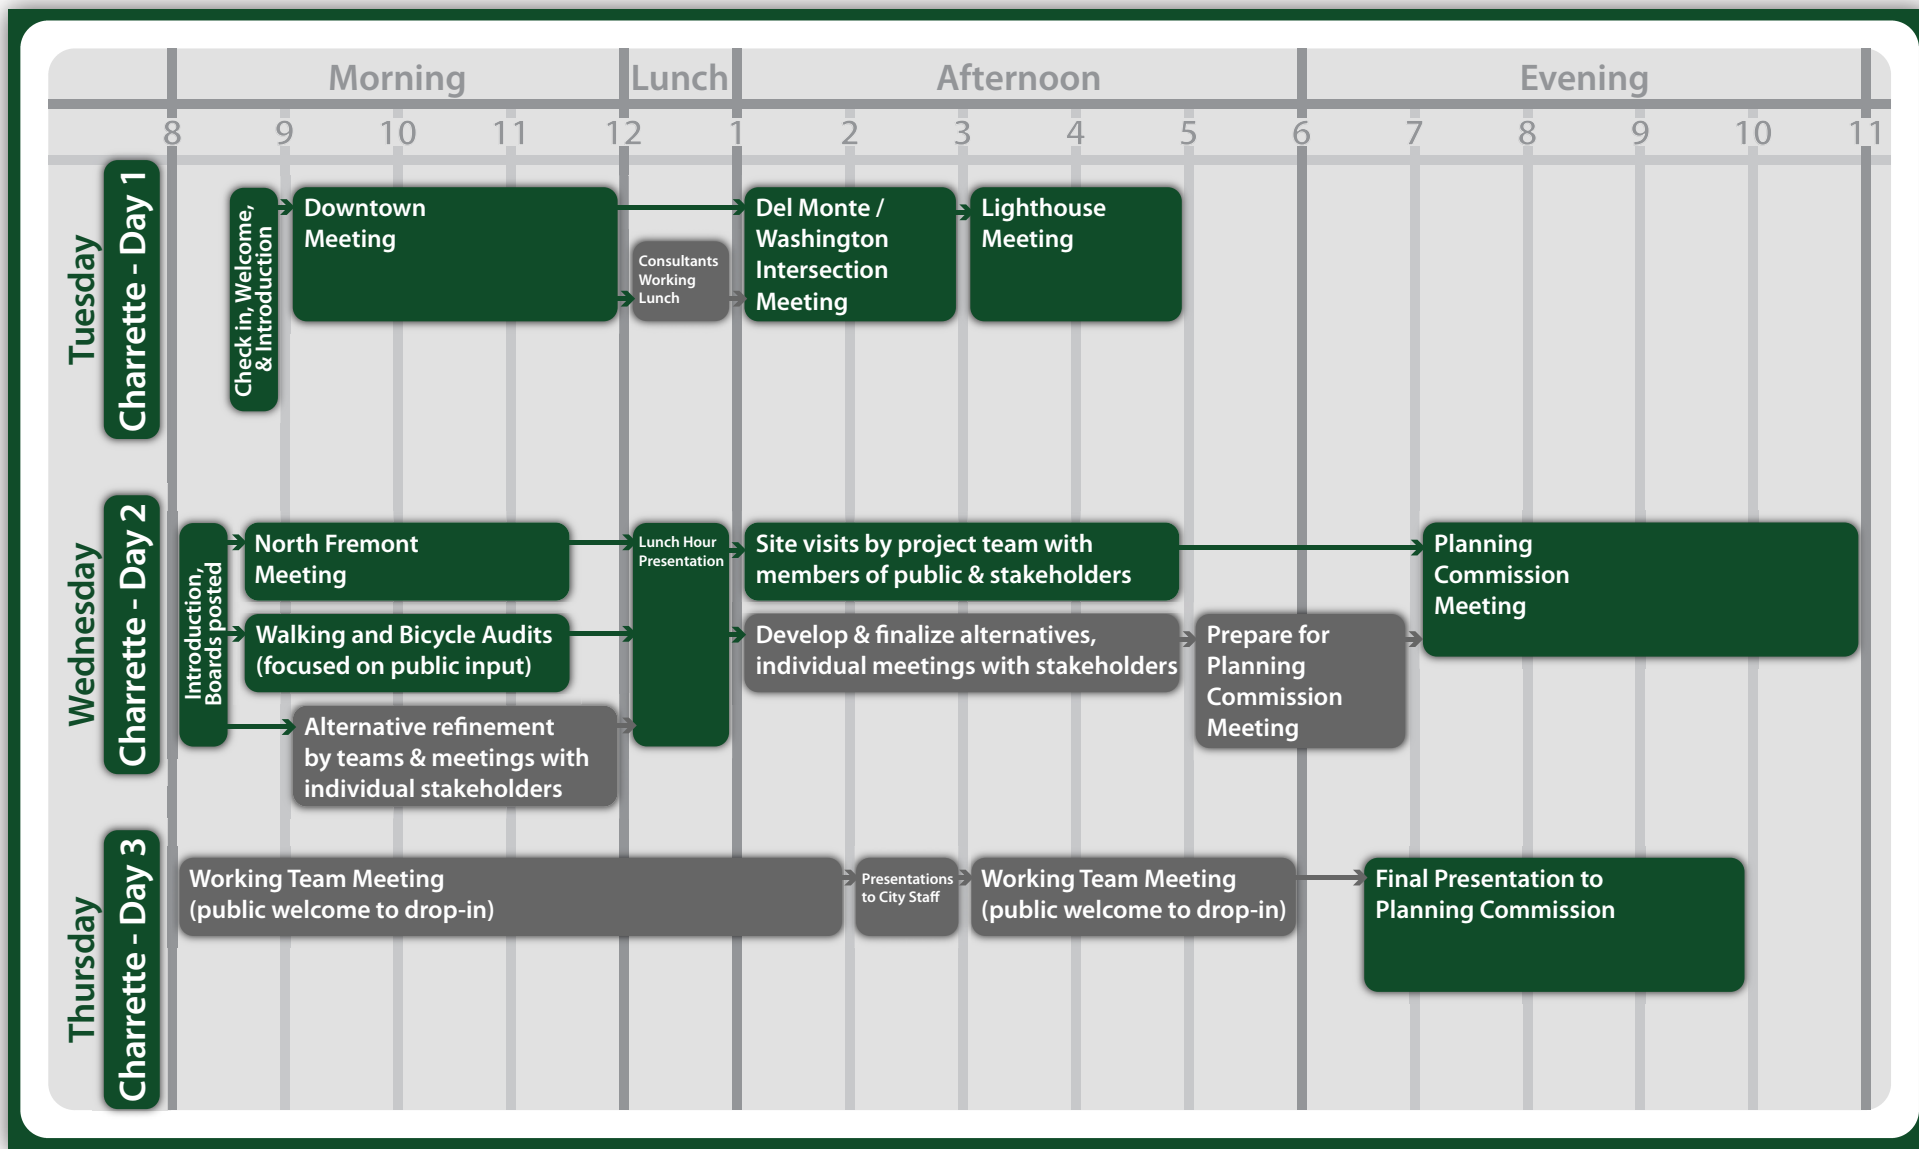 Morning
Lunch
Afternoon
Evening
8 9 10 11 12 1 2 3 4 5 6 7 8 9 10 11
Tuesday
Charrette - Day 1
Check in, Welcome,
& Introduction
Downtown
Meeting
Consultants
Working
Lunch
Del Monte /
Washington
Intersection
Meeting
Lighthouse
Meeting
Wednesday
Charrette - Day 2
Introduction,
Boards posted
North Fremont
Meeting
Walking and Bicycle Audits
(focused on public input)
Alternative refinement
by teams & meetings with
individual stakeholders
Lunch Hour
Presentation
Site visits by project team with
members of public & stakeholders
Develop & finalize alternatives,
individual meetings with stakeholders
Prepare for
Planning
Commission
Meeting
Planning
Commission
Meeting
Thursday
Charrette - Day 3
Working Team Meeting
(public welcome to drop-in)
Presentations
to City Staff
Working Team Meeting
(public welcome to drop-in)
Final Presentation to
Planning Commission